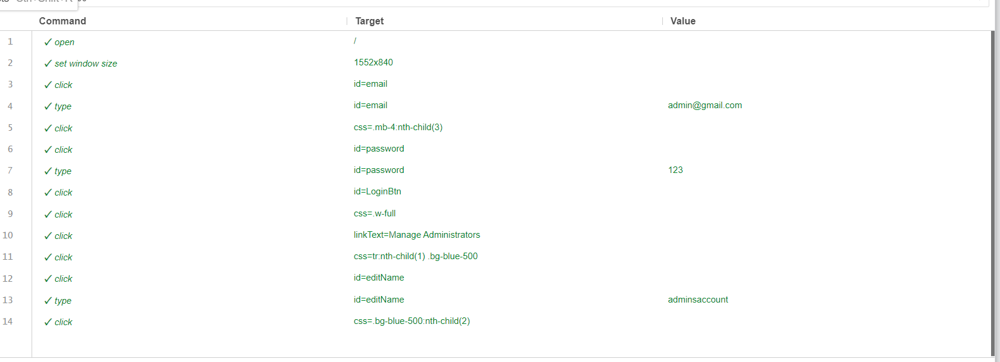 Command Target Value
1 ✓ open /
2 ✓ set window size 1552x840
3 ✓ click id=email
4 ✓ type id=email admin@gmail.com
5 ✓ click css=.mb-4:nth-child(3)
6 ✓ click id=password
7 ✓ type id=password 123
8 ✓ click id=LoginBtn
9 ✓ click css=.w-full
10 ✓ click linkText=Manage Administrators
11 ✓ click css=tr:nth-child(1) .bg-blue-500
12 ✓ click id=editName
13 ✓ type id=editName adminsaccount
14 ✓ click css=.bg-blue-500:nth-child(2)